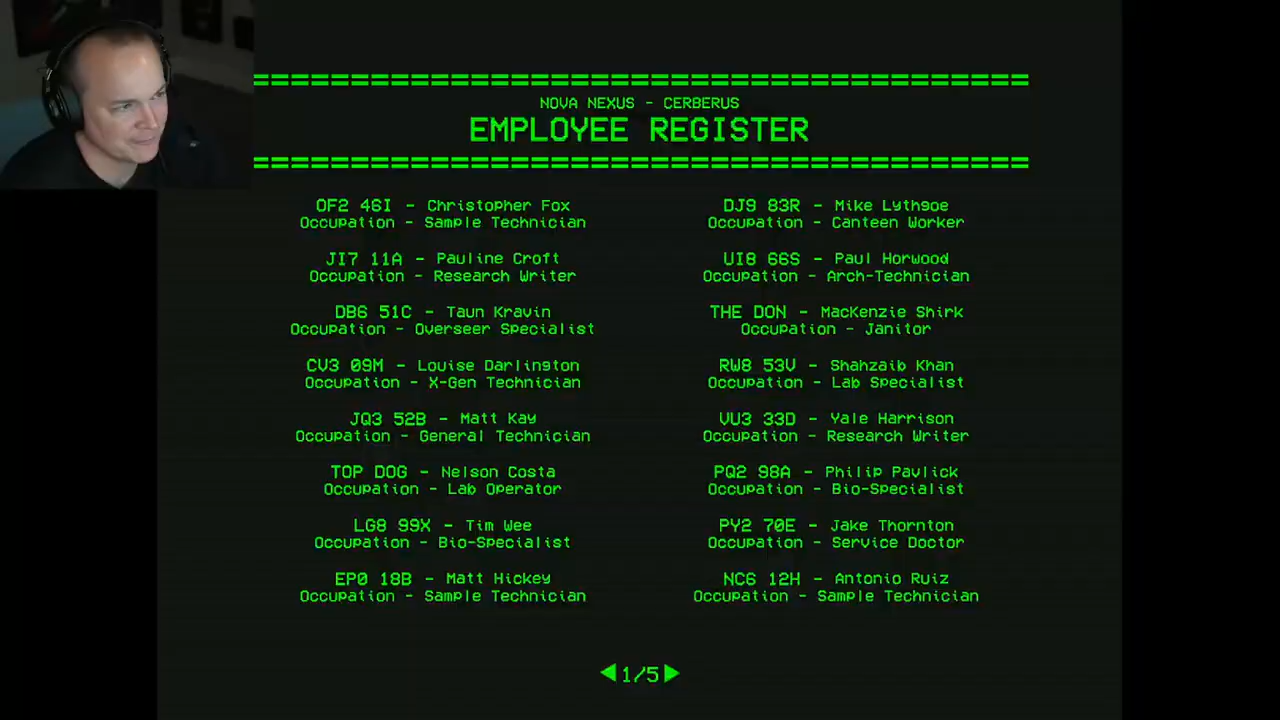 NOVA NEXUS - CERBERUS
EMPLOYEE REGISTER
OF2 46I - Christopher Fox
Occupation - Sample Technician
JI7 11A - Pauline Croft
Occupation - Research Writer
DB6 51C - Taun Kravin
Occupation - Overseer Specialist
CV3 09M - Louise Darlington
Occupation - X-Gen Technician
JQ3 52B - Matt Kay
Occupation - General Technician
TOP DOG - Nelson Costa
Occupation - Lab Operator
LG8 99X - Tim Wee
Occupation - Bio-Specialist
EP0 18B - Matt Hickey
Occupation - Sample Technician
DJ9 83R - Mike Lythgoe
Occupation - Canteen Worker
UI8 66S - Paul Horwood
Occupation - Arch-Technician
THE DON - MacKenzie Shirk
Occupation - Janitor
RW8 53V - Shahzaib Khan
Occupation - Lab Specialist
VU3 33D - Yale Harrison
Occupation - Research Writer
PQ2 98A - Philip Pavlick
Occupation - Bio-Specialist
PY2 70E - Jake Thornton
Occupation - Service Doctor
NC6 12H - Antonio Ruiz
Occupation - Sample Technician
1/5